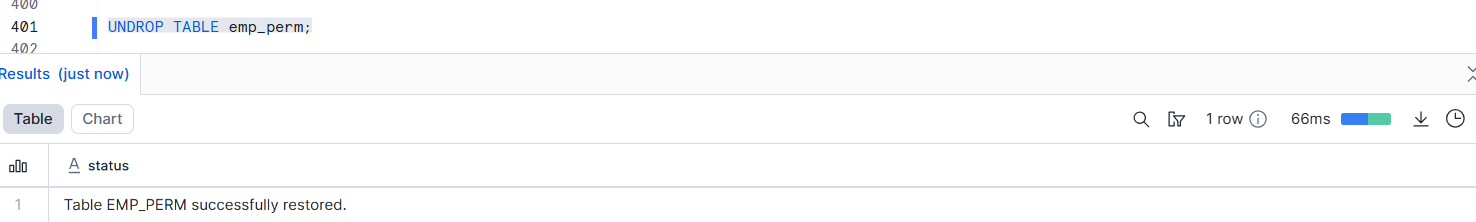 400
401 UNDROP TABLE emp_perm;
402
Results (just now)
Table Chart 1 row 66ms
A status
1 Table EMP_PERM successfully restored.